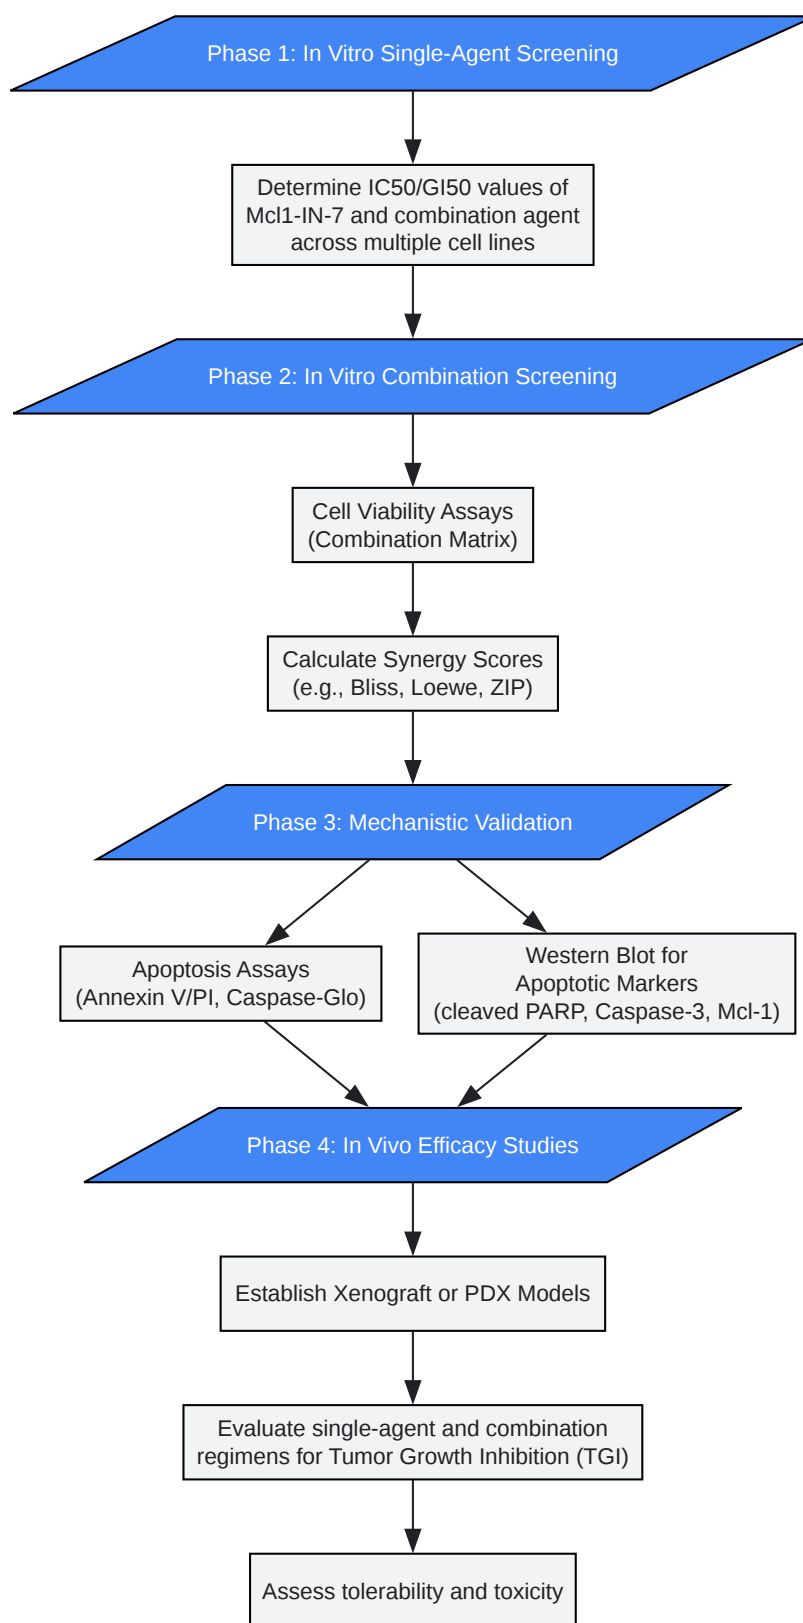 Phase 1: In Vitro Single-Agent Screening
Determine IC50/GI50 values of
Mcl1-IN-7 and combination agent
across multiple cell lines
Phase 2: In Vitro Combination Screening
Cell Viability Assays
(Combination Matrix)
Calculate Synergy Scores
(e.g., Bliss, Loewe, ZIP)
Phase 3: Mechanistic Validation
Apoptosis Assays
(Annexin V/PI, Caspase-Glo)
Western Blot for
Apoptotic Markers
(cleaved PARP, Caspase-3, Mcl-1)
Phase 4: In Vivo Efficacy Studies
Establish Xenograft or PDX Models
Evaluate single-agent and combination
regimens for Tumor Growth Inhibition (TGI)
Assess tolerability and toxicity